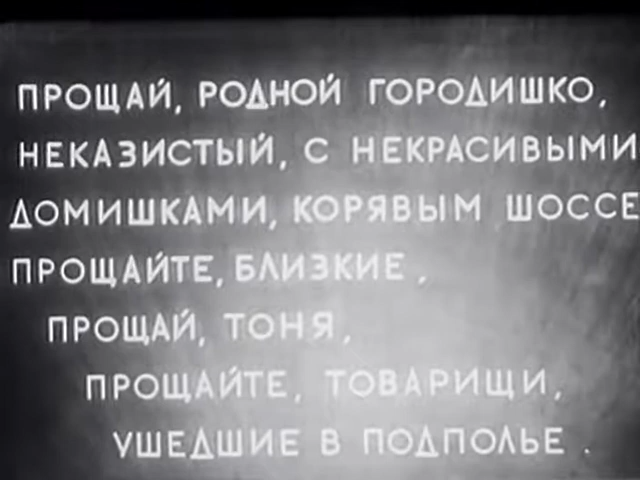 ПРОЩАЙ, РОДНОЙ ГОРОДИШКО,
НЕКАЗИСТЫЙ, С НЕКРАСИВЫМИ
ДОМИШКАМИ, КОРЯВЫМ ШОССЕ
ПРОЩАЙТЕ, БЛИЗКИЕ,
ПРОЩАЙ, ТОНЯ,
ПРОЩАЙТЕ, ТОВАРИЩИ,
УШЕДШИЕ В ПОДПОЛЬЕ.